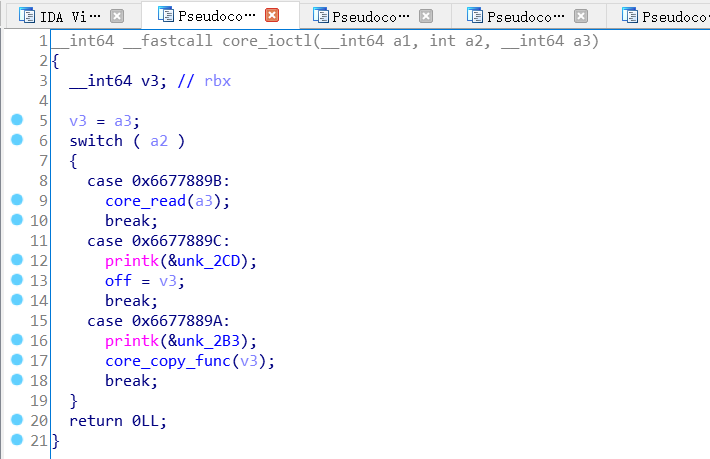 IDA Vi… Pseudoco… Pseudoco… Pseudoco… Pseudoco
1 __int64 __fastcall core_ioctl(__int64 a1, int a2, __int64 a3)
2 {
3 __int64 v3; // rbx
4
5 v3 = a3;
6 switch ( a2 )
7 {
8 case 0x6677889B:
9 core_read(a3);
10 break;
11 case 0x6677889C:
12 printk(&unk_2CD);
13 off = v3;
14 break;
15 case 0x6677889A:
16 printk(&unk_2B3);
17 core_copy_func(v3);
18 break;
19 }
20 return 0LL;
21 }